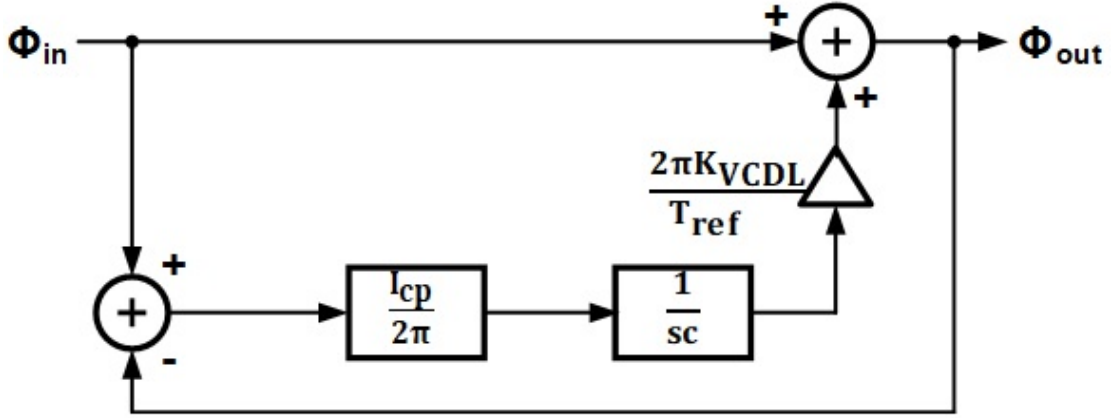 Φin
+
+
Φout
+
2πKVCDL
Tref
+
+
-
Icp
2π
1
sc